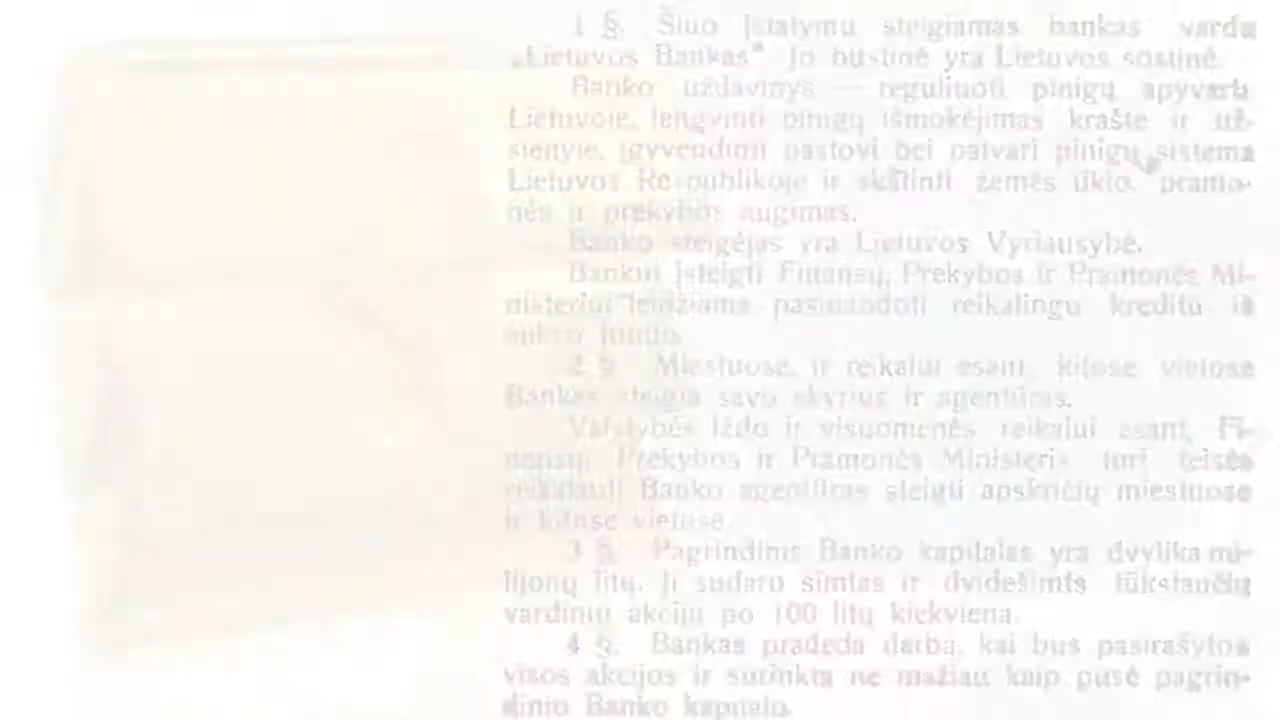 1 §. Šiuo Įstatymu steigiamas bankas vardu
„Lietuvos Bankas“ Jo būstinė yra Lietuvos sostinė.
Banko uždavinys — reguliuoti pinigų apyvartą
Lietuvoje, lengvinti pinigų išmokėjimas krašte ir už-
sienyje, įgyvendinti pastovi bei patvari pinigų sistema
Lietuvos Respublikoje ir skatinti žemės ūkio, pramo-
nės ir prekybos augimas.
Banko steigėjas yra Lietuvos Vyriausybė.
Bankui įsteigti Finansų, Prekybos ir Pramonės Mi-
nisteriui leidžiama pasinaudoti reikalingu kreditu iš
aukso fondo.
2 §. Miestuose, ir reikalui esant, kitose vietose
Bankas steigia savo skyrius ir agentūras.
Valstybės Iždo ir visuomenės reikalui esant, Fi-
nansų, Prekybos ir Pramonės Ministeris turi teisės
reikalauti Banko agentūras steigti apskričių miestuose
ir kitose vietose.
3 §. Pagrindinis Banko kapitalas yra dvylika mi-
lijonų litų. Jį sudaro šimtas ir dvidešimts tūkstančių
vardinių akcijų po 100 litų kiekviena.
4 §. Bankas pradeda darbą, kai bus pasirašytos
visos akcijos ir surinkta ne mažiau kaip pusė pagrin-
dinio Banko kapitalo.